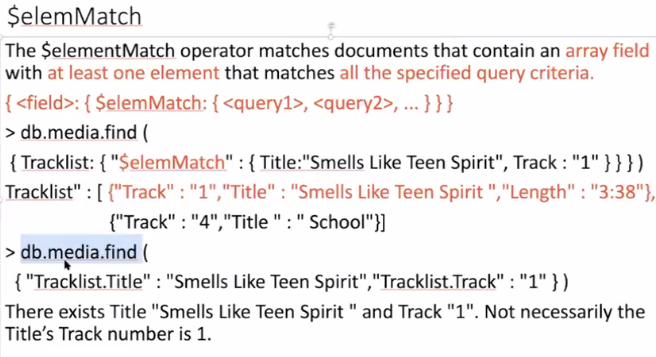 $elemMatch
The $elementMatch operator matches documents that contain an array field
with at least one element that matches all the specified query criteria.
{ <field>: { $elemMatch: { <query1>, <query2>, ... } } }
> db.media.find (
{ Tracklist: { "$elemMatch" : { Title:"Smells Like Teen Spirit", Track : "1" } } } )
Tracklist" : [ {"Track" : "1","Title" : "Smells Like Teen Spirit ","Length" : "3:38"},
{"Track" : "4","Title " : " School"}]
> db.media.find (
{ "Tracklist.Title" : "Smells Like Teen Spirit","Tracklist.Track" : "1" } )
There exists Title "Smells Like Teen Spirit " and Track "1". Not necessarily the
Title's Track number is 1.